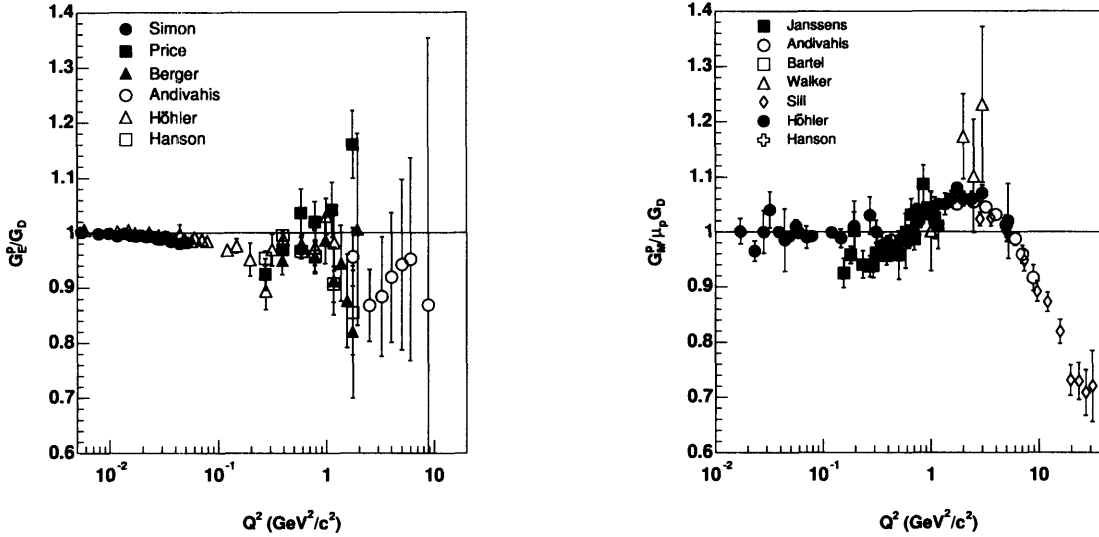 1.4
1.3
1.2
1.1
1
0.9
0.8
0.7
0.6
G_E^p/G_D
Simon
Price
Berger
Andivahis
Höhler
Hanson
10^-2
10^-1
1
10
Q^2 (GeV^2/c^2)
1.4
1.3
1.2
1.1
1
0.9
0.8
0.7
0.6
G_M^p/μ_pG_D
Janssens
Andivahis
Bartel
Walker
Sill
Höhler
Hanson
10^-2
10^-1
1
10
Q^2 (GeV^2/c^2)